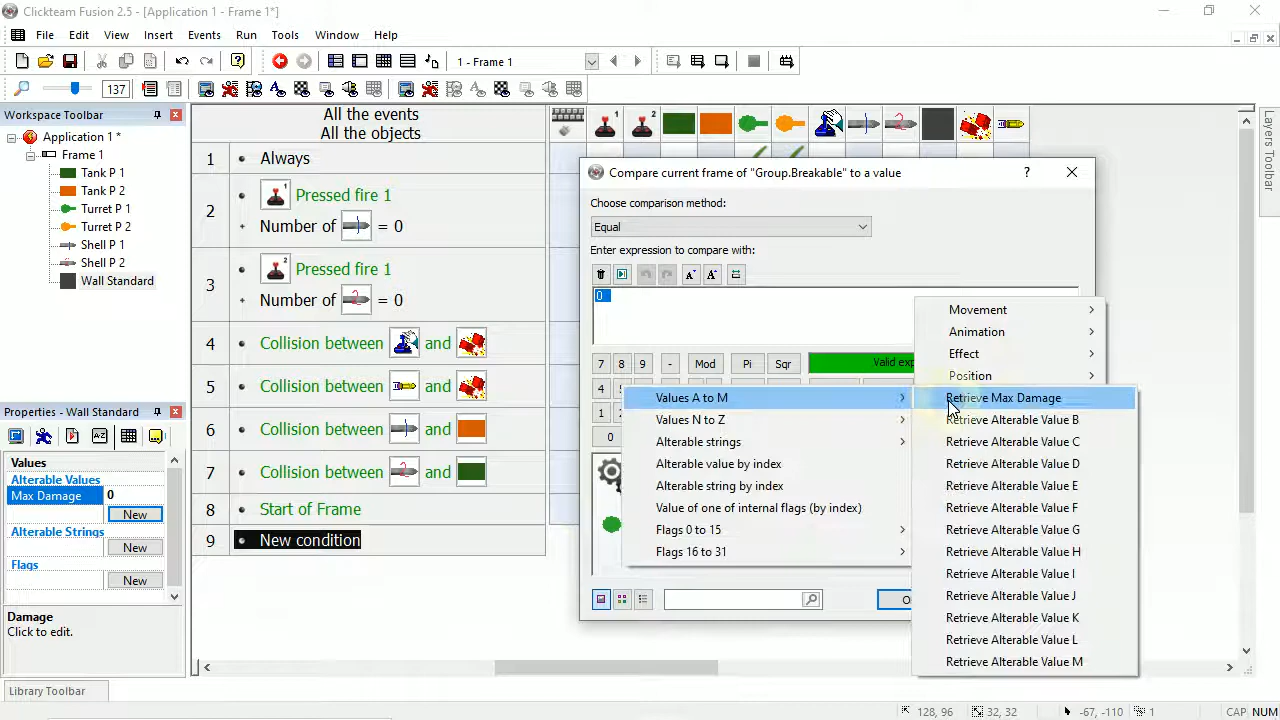 Clickteam Fusion 2.5 - [Application 1 - Frame 1*]
File Edit View Insert Events Run Tools Window Help
1 - Frame 1
137
Workspace Toolbar
Application 1 *
Frame 1
Tank P 1
Tank P 2
Turret P 1
Turret P 2
Shell P 1
Shell P 2
Wall Standard
Properties - Wall Standard
Values
Alterable Values
Max Damage 0
New
Alterable Strings
New
Flags
New
Damage
Click to edit.
Library Toolbar
All the events
All the objects
1 Always
2 Pressed fire 1
Number of = 0
3 Pressed fire 1
Number of = 0
4 Collision between and
5 Collision between and
6 Collision between and
7 Collision between and
8 Start of Frame
9 New condition
1 2
Compare current frame of "Group.Breakable" to a value
Choose comparison method:
Equal
Enter expression to compare with:
0
7 8 9 - Mod Pi Sqr Valid exp
4
1
0
Movement
Animation
Effect
Position
Values A to M
Values N to Z
Alterable strings
Alterable value by index
Alterable string by index
Value of one of internal flags (by index)
Flags 0 to 15
Flags 16 to 31
Retrieve Max Damage
Retrieve Alterable Value B
Retrieve Alterable Value C
Retrieve Alterable Value D
Retrieve Alterable Value E
Retrieve Alterable Value F
Retrieve Alterable Value G
Retrieve Alterable Value H
Retrieve Alterable Value I
Retrieve Alterable Value J
Retrieve Alterable Value K
Retrieve Alterable Value L
Retrieve Alterable Value M
Layers Toolbar
128, 96 32, 32 -67, -110 1 CAP NUM